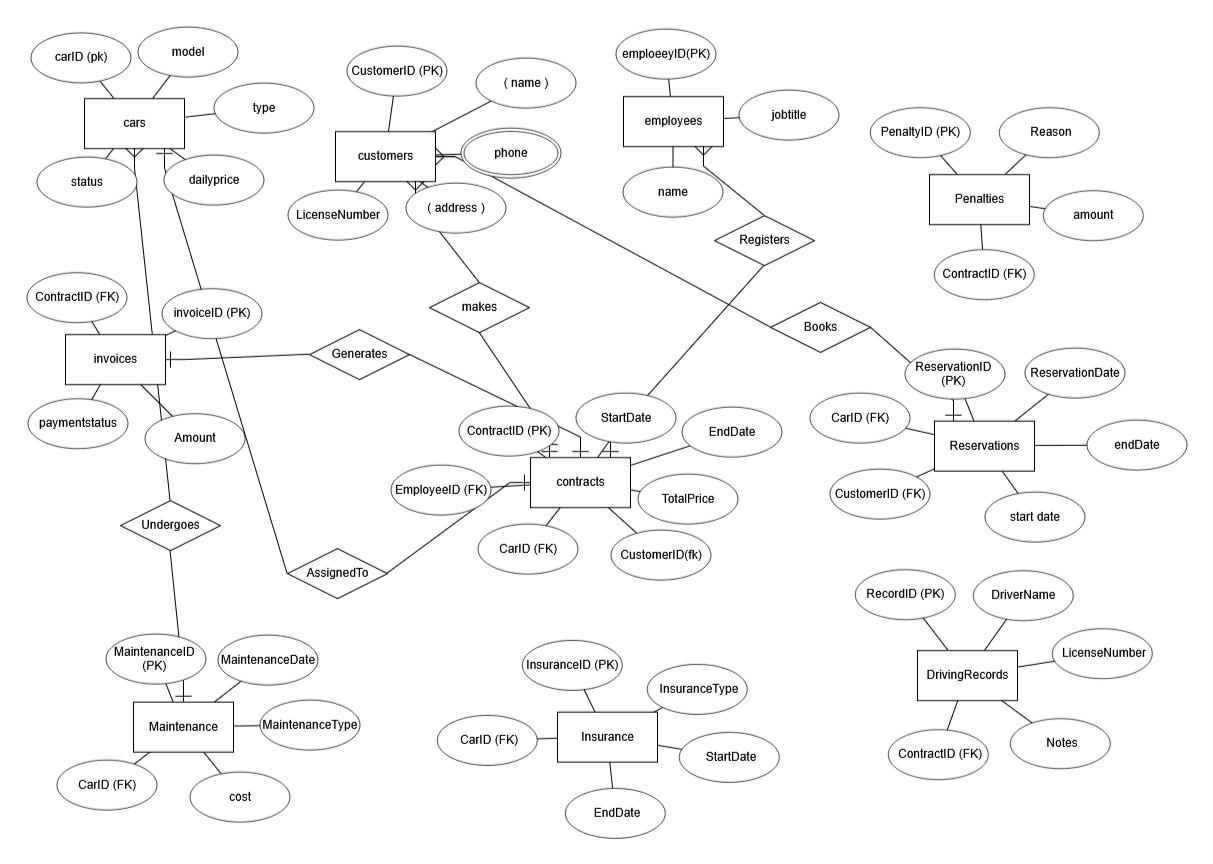 carID (pk)
model
type
cars
status
dailyprice
CustomerID (PK)
( name )
customers
phone
LicenseNumber
( address )
emploeeyID(PK)
jobtitle
employees
name
Registers
PenaltyID (PK)
Reason
Penalties
amount
ContractID (FK)
ContractID (FK)
invoiceID (PK)
invoices
paymentstatus
Amount
makes
Generates
Books
ReservationID
(PK)
ReservationDate
CarID (FK)
Reservations
endDate
CustomerID (FK)
start date
ContractID (PK)
StartDate
EndDate
EmployeeID (FK)
contracts
TotalPrice
CarID (FK)
CustomerID(fk)
Undergoes
AssignedTo
MaintenanceID
(PK)
MaintenanceDate
Maintenance
MaintenanceType
CarID (FK)
cost
InsuranceID (PK)
InsuranceType
CarID (FK)
Insurance
StartDate
EndDate
RecordID (PK)
DriverName
LicenseNumber
DrivingRecords
ContractID (FK)
Notes